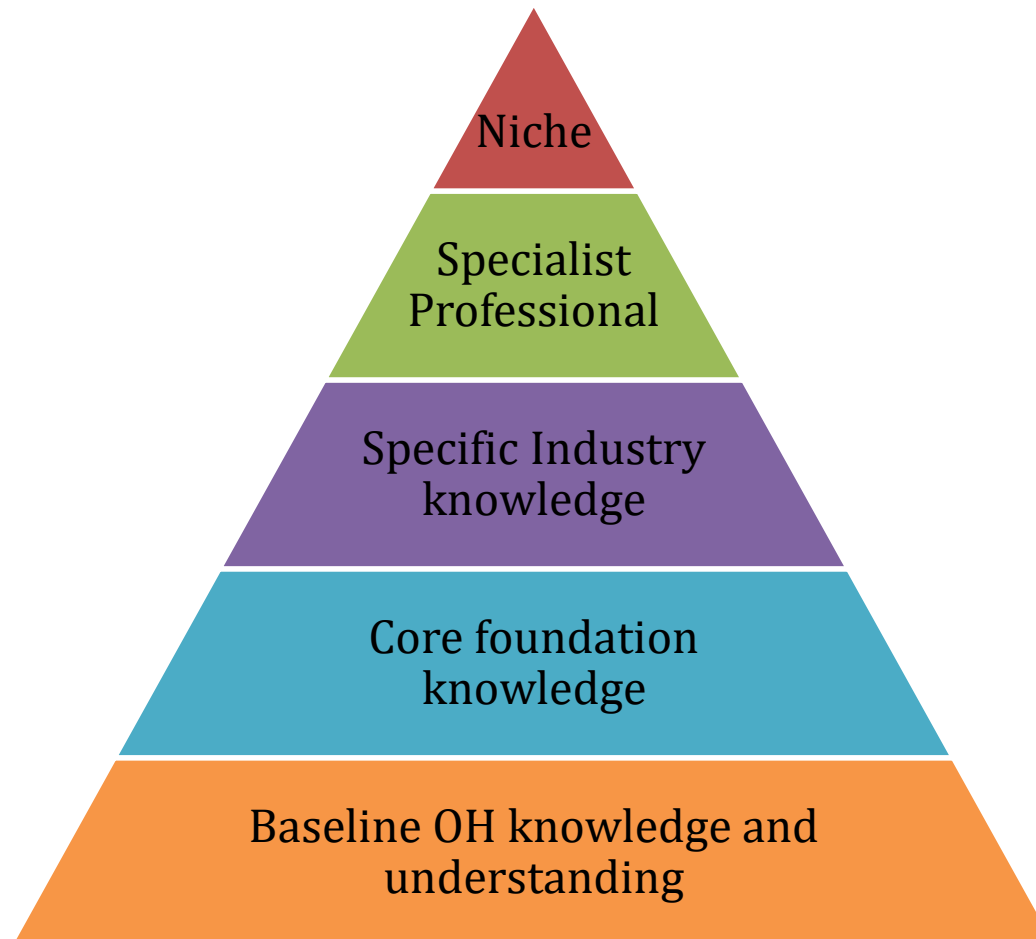 Niche
Specialist
Professional
Specific Industry
knowledge
Core foundation
knowledge
Baseline OH knowledge and
understanding